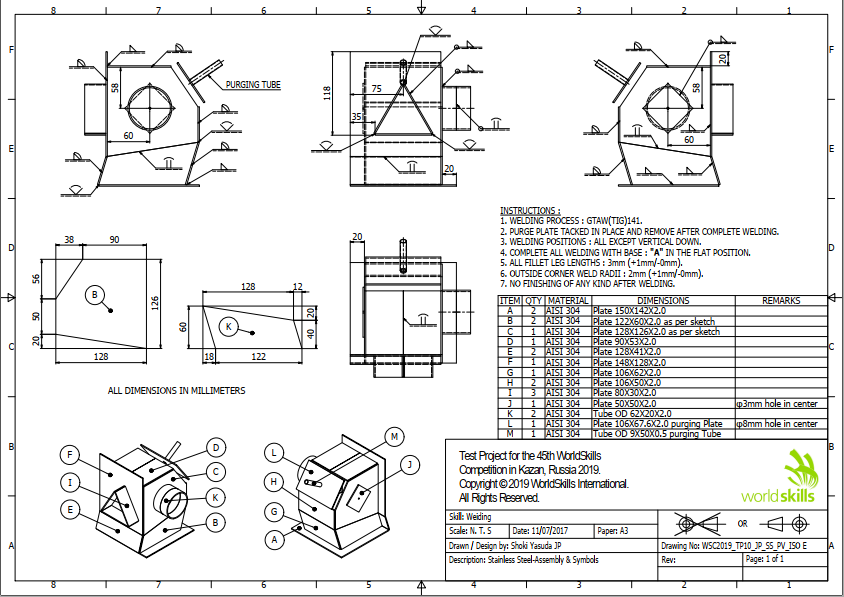 8 7 6 5 4 3 2 1
F
F
E
E
D
D
C
C
B
B
A
A
58
60
PURGING TUBE
118
75
35
20
20
58
60
38 90
56
50
20
126
128
B
128 12
60
20
40
18 122
K
20
ALL DIMENSIONS IN MILLIMETERS
INSTRUCTIONS :
1. WELDING PROCESS : GTAW(TIG)141.
2. PURGE PLATE TACKED IN PLACE AND REMOVE AFTER COMPLETE WELDING.
3. WELDING POSITIONS : ALL EXCEPT VERTICAL DOWN.
4. COMPLETE ALL WELDING WITH BASE : "A" IN THE FLAT POSITION.
5. ALL FILLET LEG LENGTHS : 3mm (+1mm/-0mm).
6. OUTSIDE CORNER WELD RADII : 2mm (+1mm/-0mm).
7. NO FINISHING OF ANY KIND AFTER WELDING.
ITEM QTY MATERIAL DIMENSIONS REMARKS
A 2 AISI 304 Plate 150X142X2.0
B 2 AISI 304 Plate 122X60X2.0 as per sketch
C 1 AISI 304 Plate 128X126X2.0 as per sketch
D 1 AISI 304 Plate 90X53X2.0
E 2 AISI 304 Plate 128X41X2.0
F 1 AISI 304 Plate 148X128X2.0
G 1 AISI 304 Plate 106X62X2.0
H 2 AISI 304 Plate 106X50X2.0
I 3 AISI 304 Plate 80X30X2.0
J 1 AISI 304 Plate 50X50X2.0 φ3mm hole in center
K 2 AISI 304 Tube OD 62X20X2.0
L 1 AISI 304 Plate 106X67.6X2.0 purging Plate φ8mm hole in center
M 1 AISI 304 Tube OD 9X50X0.5 purging Tube
F
I
E
D
C
K
B
L
H
G
A
M
J
Test Project for the 45th WorldSkills
Competition in Kazan, Russia 2019.
Copyright © 2019 WorldSkills International.
All Rights Reserved.
worldskills
Skill: Welding
Scale: N. T. S Date: 11/07/2017 Paper: A3
OR
Drawn / Design by: Shoki Yasuda JP
Drawing No: WSC2019_TP10_JP_SS_PV_ISO E
Description: Stainless Steel-Assembly & Symbols
Rev: Page: 1 of 1
8 7 6 5 4 3 2 1